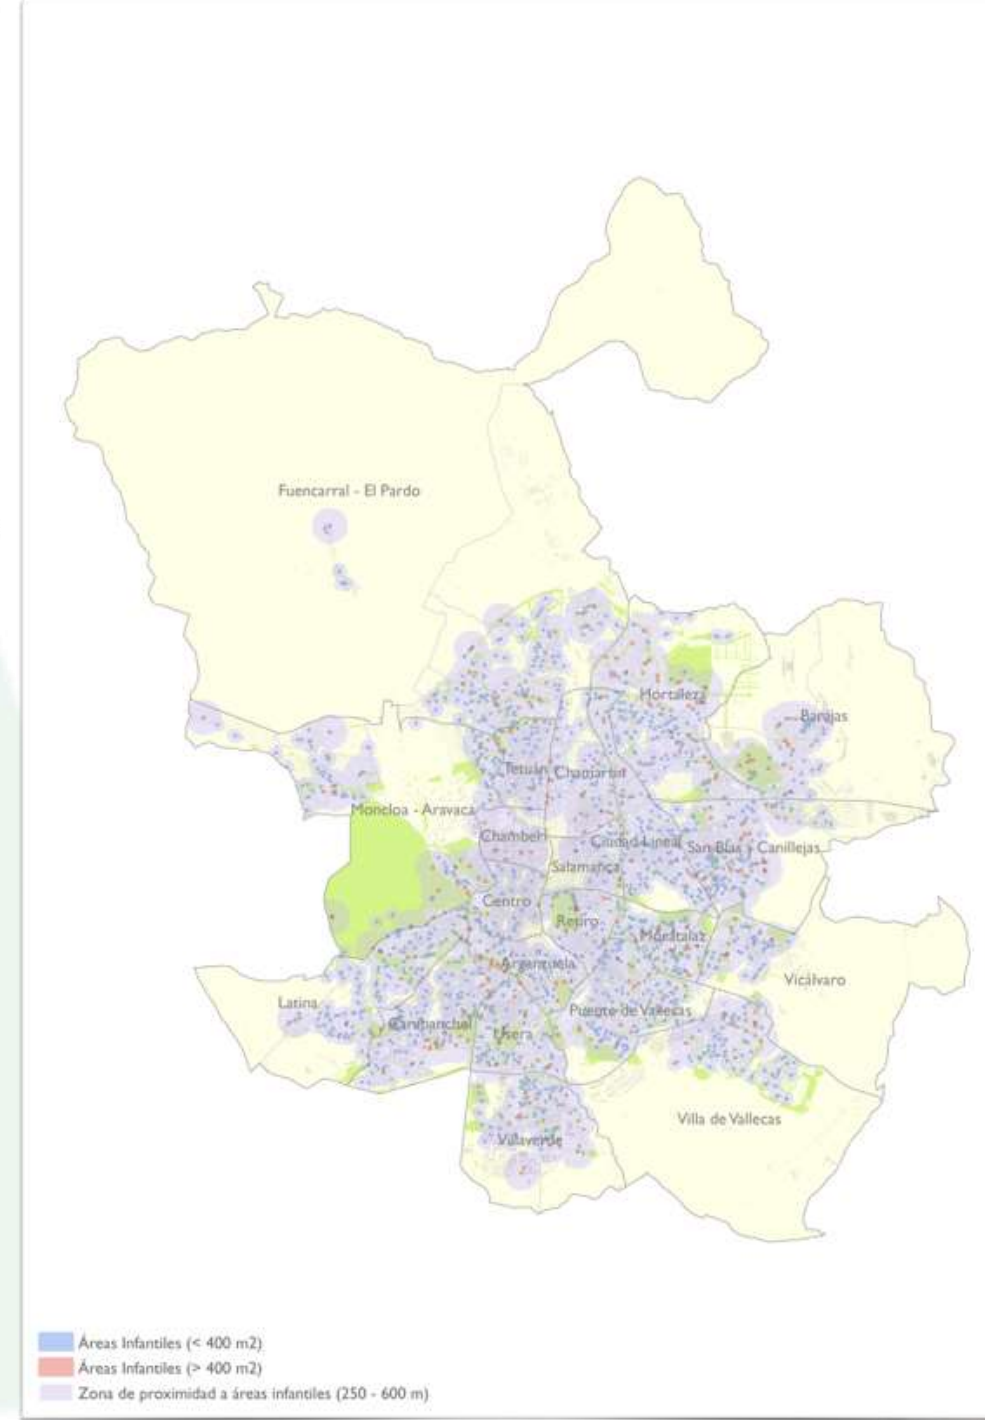 Fuencarral - El Pardo
Hortaleza
Barajas
Tetuán
Chamartín
Moncloa - Aravaca
Chamberí
Ciudad Lineal
San Blas - Canillejas
Salamanca
Centro
Retiro
Moratalaz
Arganzuela
Vicálvaro
Latina
Puente de Vallecas
Carabanchel
Usera
Villa de Vallecas
Villaverde
Áreas Infantiles (< 400 m2)
Áreas Infantiles (> 400 m2)
Zona de proximidad a áreas infantiles (250 - 600 m)